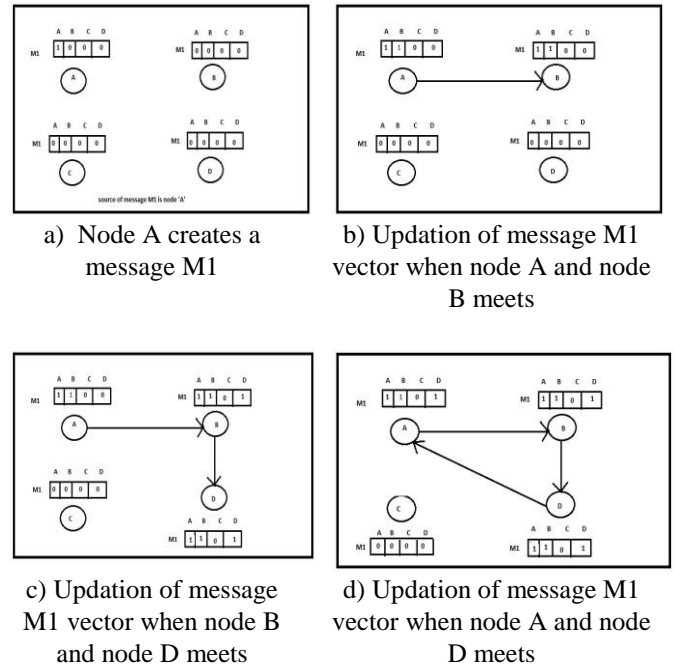 A B C D
M1 1 0 0 0
A
A B C D
M1 0 0 0 0
B
A B C D
M1 0 0 0 0
C
A B C D
M1 0 0 0 0
D
source of message M1 is node 'A'
a) Node A creates a
message M1
A B C D
M1 1 1 0 0
A
A B C D
M1 1 1 0 0
B
A B C D
M1 0 0 0 0
C
A B C D
M1 0 0 0 0
D
b) Updation of message M1
vector when node A and node
B meets
A B C D
M1 1 1 0 0
A
A B C D
M1 1 1 0 1
B
A B C D
M1 0 0 0 0
C
D
A B C D
M1 1 1 0 1
c) Updation of message
M1 vector when node B
and node D meets
A B C D
M1 1 1 0 1
A
A B C D
M1 1 1 0 1
B
C
A B C D
M1 0 0 0 0
D
A B C D
M1 1 1 0 1
d) Updation of message M1
vector when node A and node
D meets